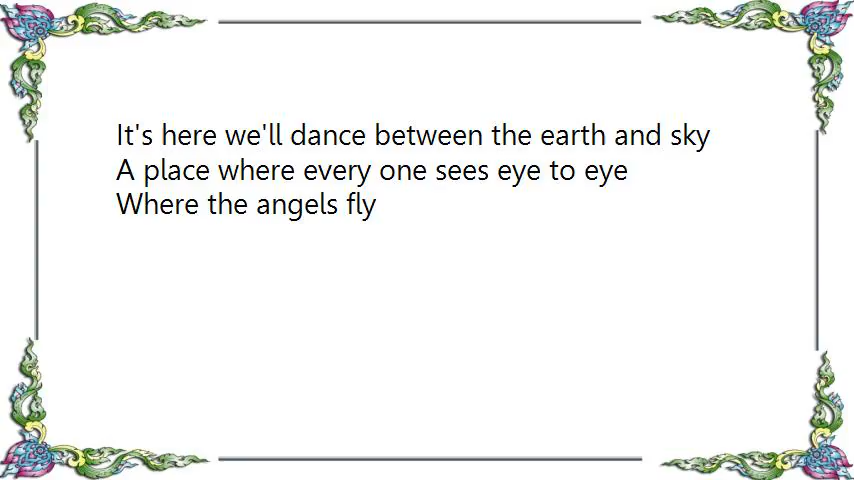 It's here we'll dance between the earth and sky
A place where every one sees eye to eye
Where the angels fly